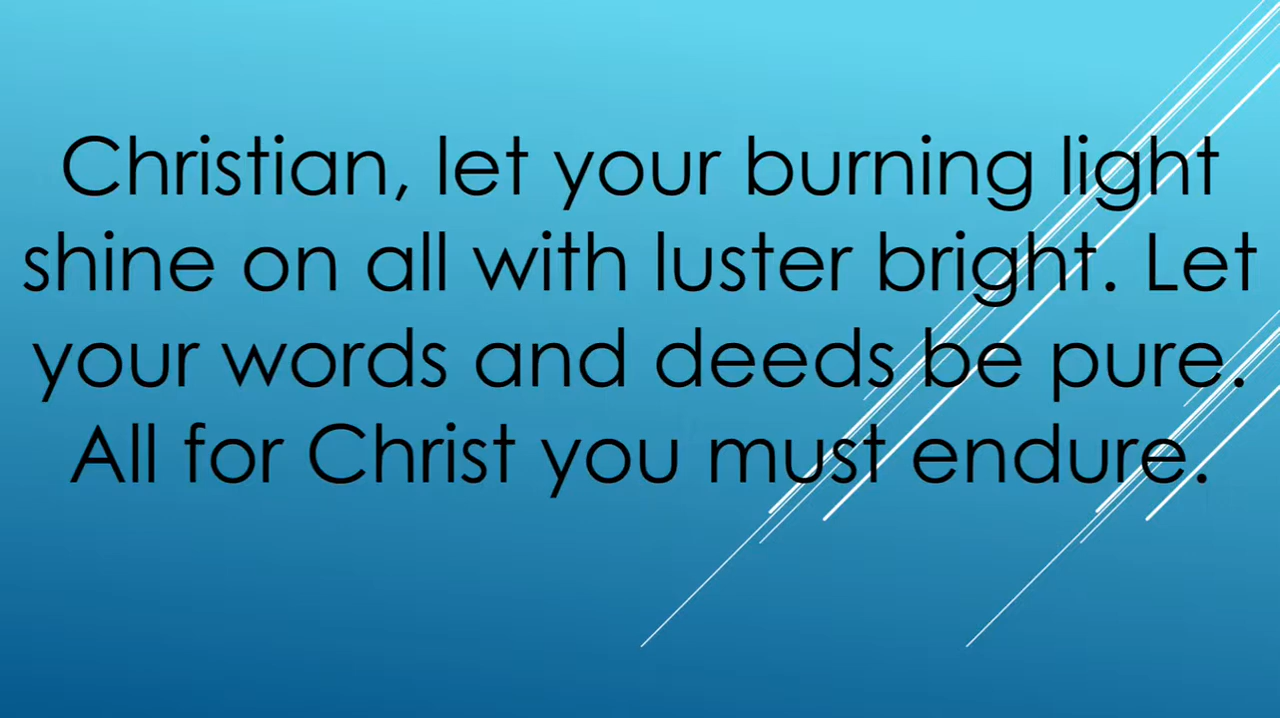 Christian, let your burning light
shine on all with luster bright. Let
your words and deeds be pure.
All for Christ you must endure.